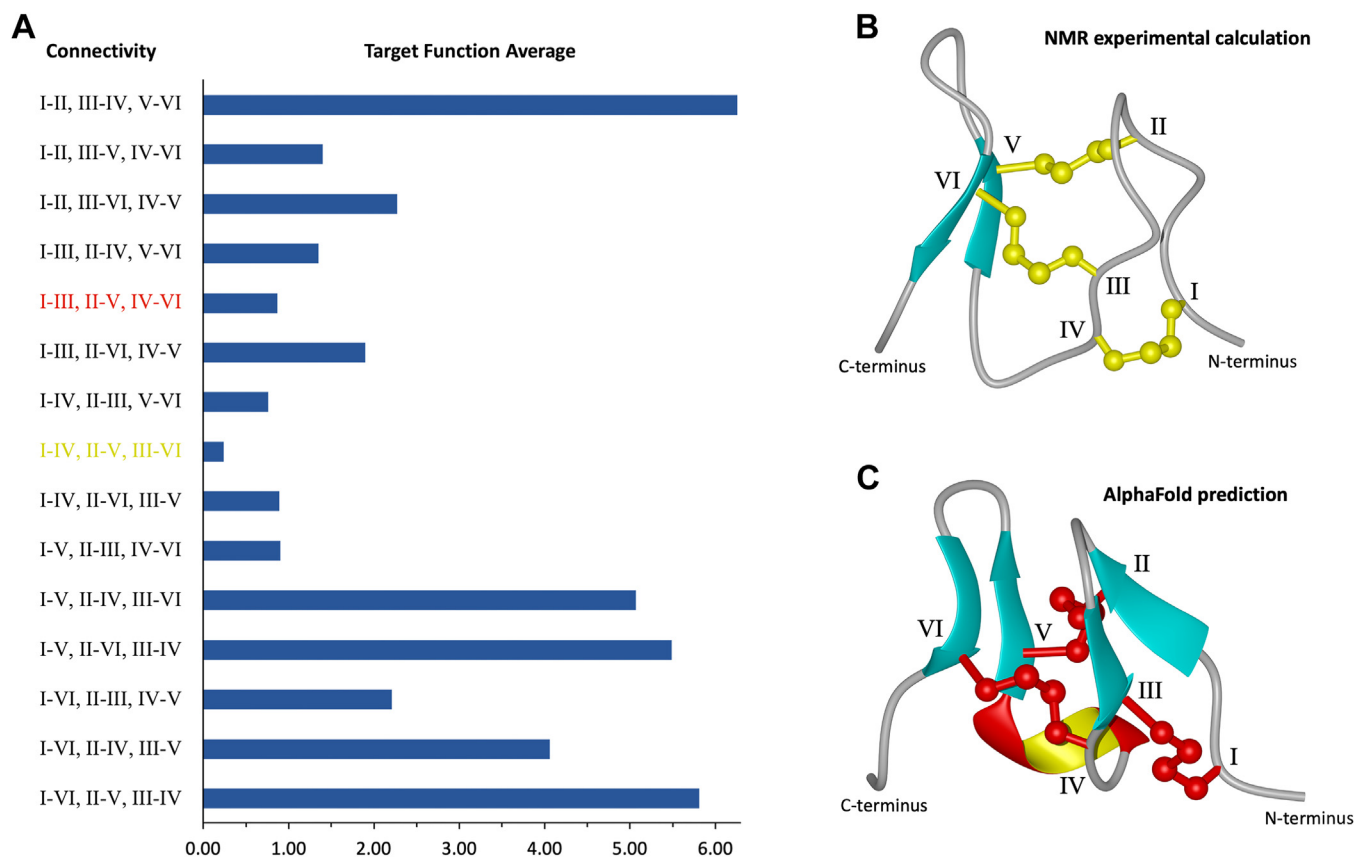 A
Connectivity
Target Function Average
I-II, III-IV, V-VI
I-II, III-V, IV-VI
I-II, III-VI, IV-V
I-III, II-IV, V-VI
I-III, II-V, IV-VI
I-III, II-VI, IV-V
I-IV, II-III, V-VI
I-IV, II-V, III-VI
I-IV, II-VI, III-V
I-V, II-III, IV-VI
I-V, II-IV, III-VI
I-V, II-VI, III-IV
I-VI, II-III, IV-V
I-VI, II-IV, III-V
I-VI, II-V, III-IV
0.00 1.00 2.00 3.00 4.00 5.00 6.00
B
NMR experimental calculation
V
II
VI
III
I
IV
C-terminus
N-terminus
C
AlphaFold prediction
II
VI
V
III
I
IV
C-terminus
N-terminus